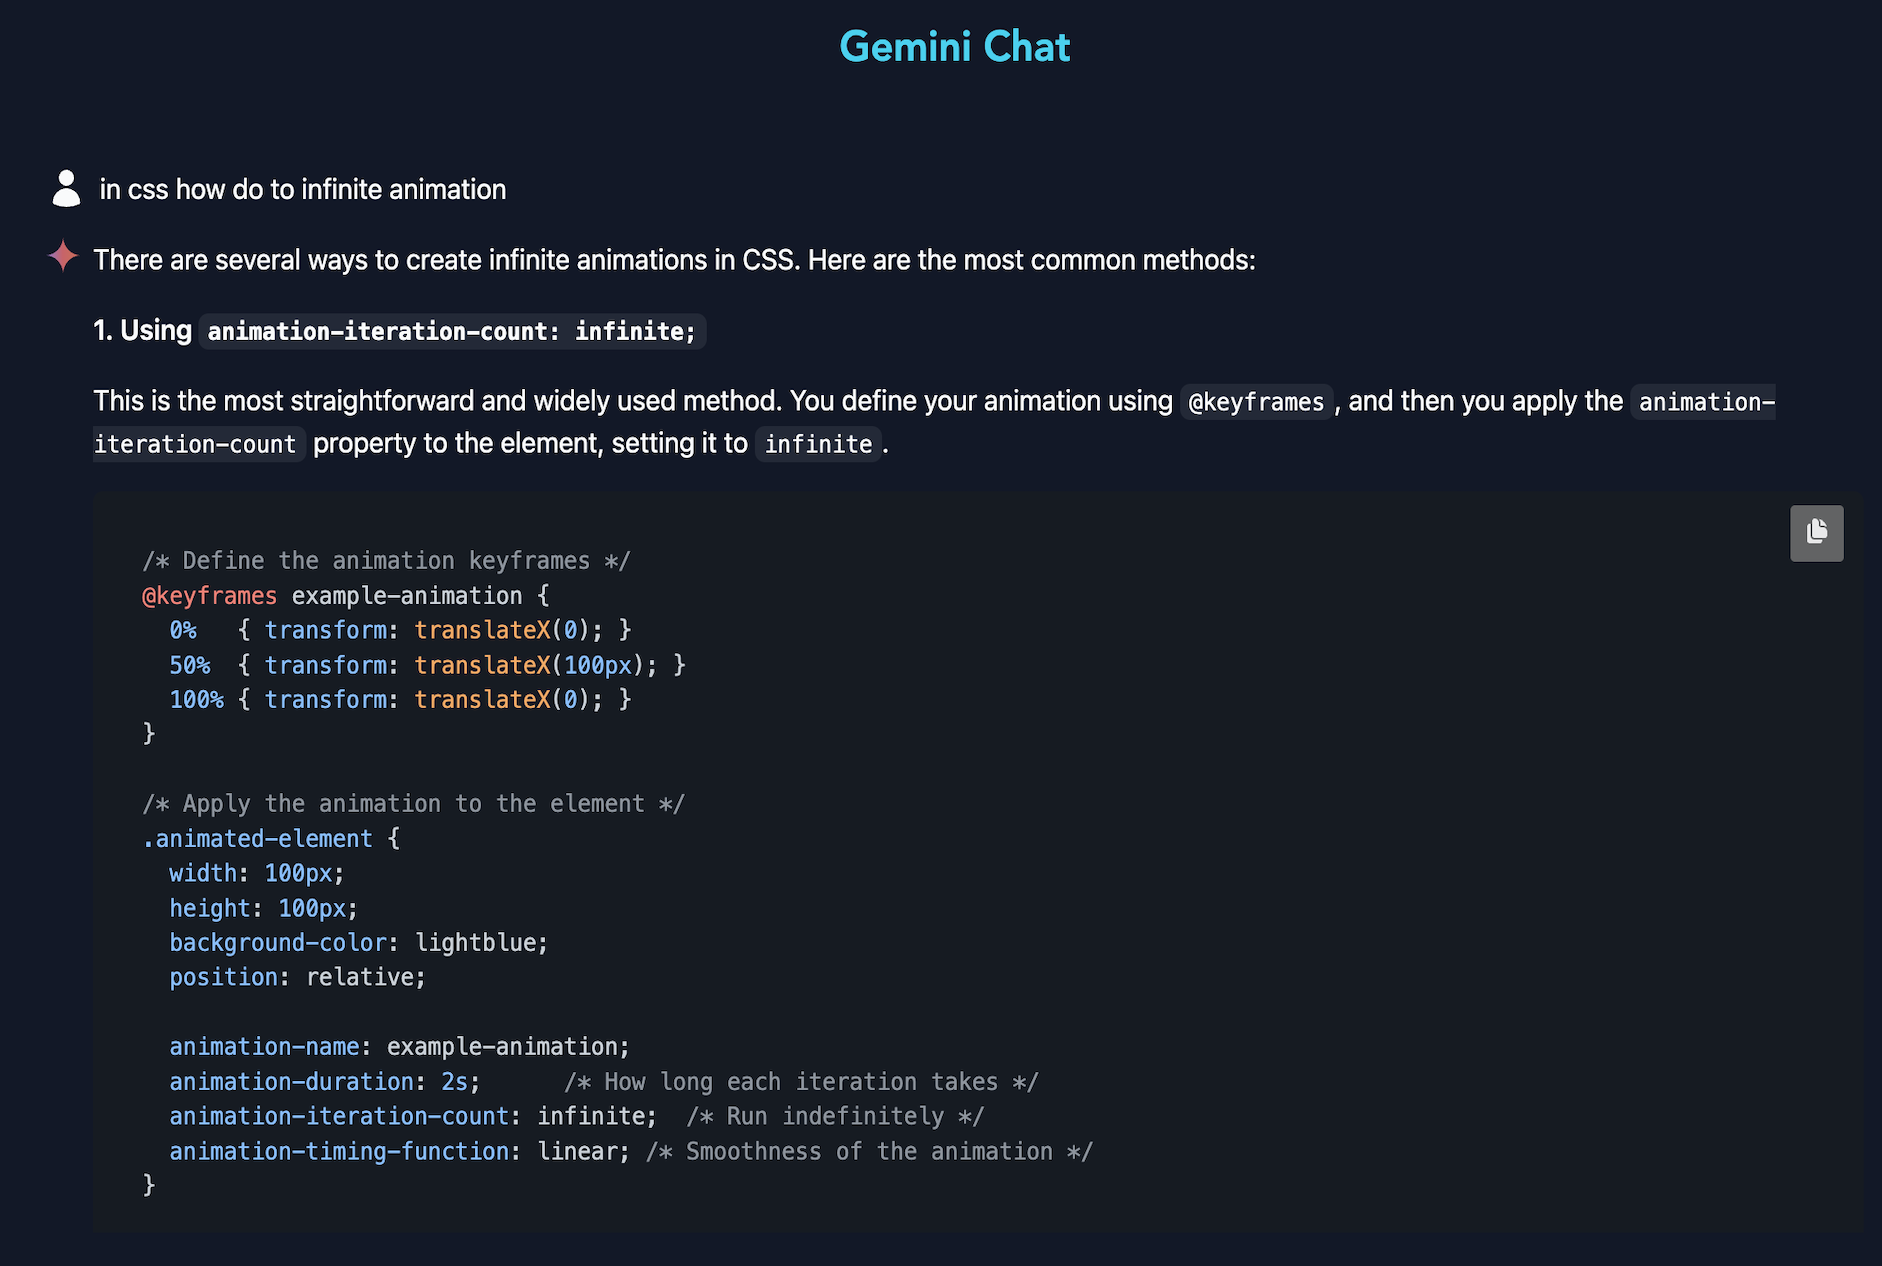 Gemini Chat
in css how do to infinite animation
There are several ways to create infinite animations in CSS. Here are the most common methods:
1. Using animation-iteration-count: infinite;
This is the most straightforward and widely used method. You define your animation using @keyframes , and then you apply the animation-
iteration-count property to the element, setting it to infinite .
/* Define the animation keyframes */
@keyframes example-animation {
  0%   { transform: translateX(0); }
  50%  { transform: translateX(100px); }
  100% { transform: translateX(0); }
}
/* Apply the animation to the element */
.animated-element {
  width: 100px;
  height: 100px;
  background-color: lightblue;
  position: relative;
  animation-name: example-animation;
  animation-duration: 2s;      /* How long each iteration takes */
  animation-iteration-count: infinite;  /* Run indefinitely */
  animation-timing-function: linear; /* Smoothness of the animation */
}